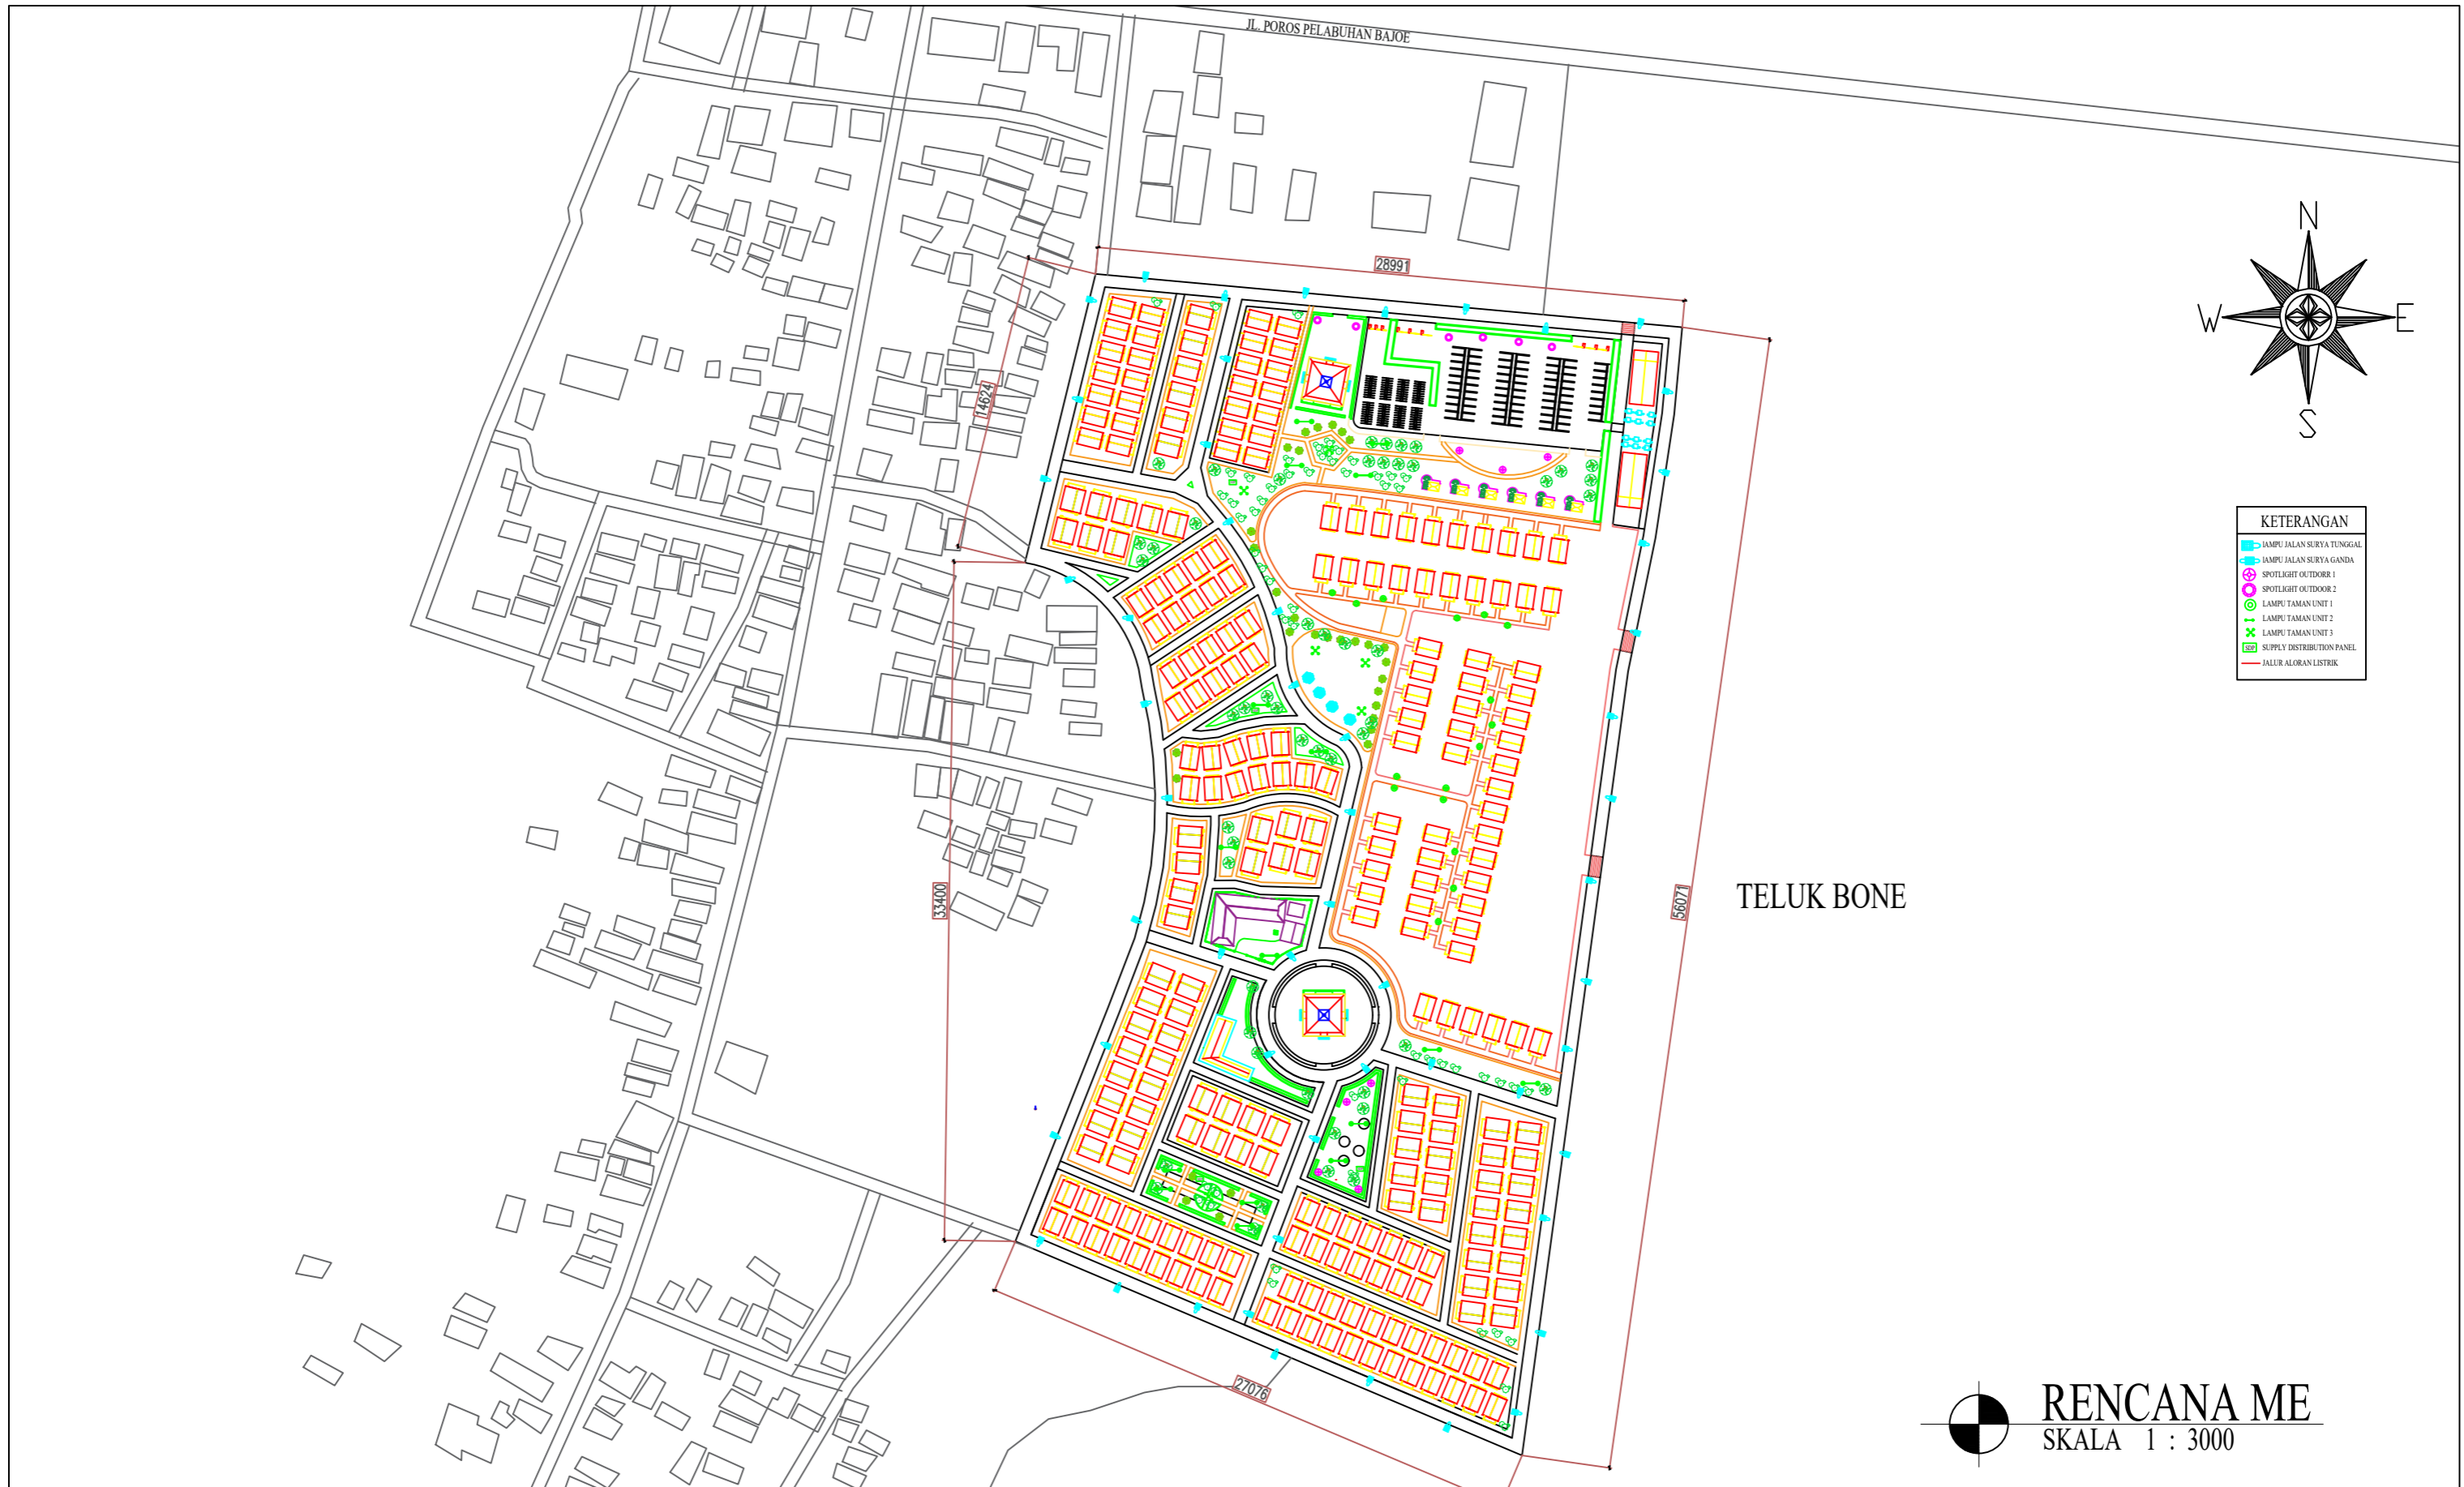 JL. POROS PELABUHAN BAJOE
N
W
E
S
28991
14624
KETERANGAN
lAMPU JALAN SURYA TUNGGAL
lAMPU JALAN SURYA GANDA
SPOTLIGHT OUTDORR 1
SPOTLIGHT OUTDOOR 2
LAMPU TAMAN UNIT 1
LAMPU TAMAN UNIT 2
LAMPU TAMAN UNIT 3
SDP SUPPLY DISTRIBUTION PANEL
JALUR ALORAN LISTRIK
33400
TELUK BONE
56071
27076
RENCANA ME
SKALA 1 : 3000